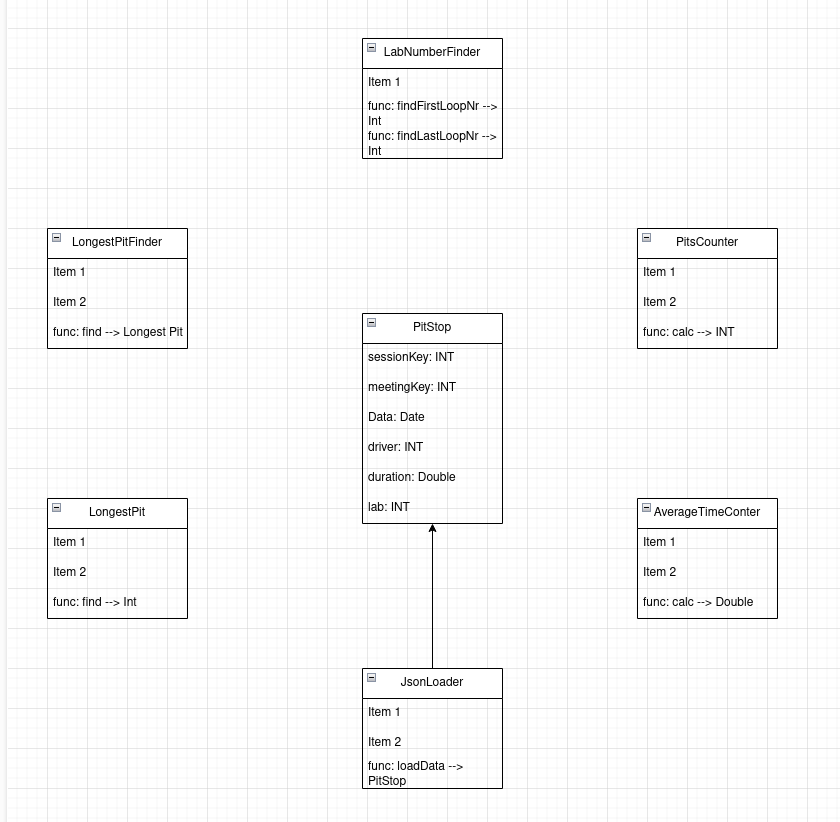 LabNumberFinder
Item 1
func: findFirstLoopNr -->
Int
func: findLastLoopNr -->
Int
LongestPitFinder
Item 1
Item 2
func: find --> Longest Pit
PitsCounter
Item 1
Item 2
func: calc --> INT
PitStop
sessionKey: INT
meetingKey: INT
Data: Date
driver: INT
duration: Double
lab: INT
LongestPit
Item 1
Item 2
func: find --> Int
AverageTimeConter
Item 1
Item 2
func: calc --> Double
JsonLoader
Item 1
Item 2
func: loadData -->
PitStop